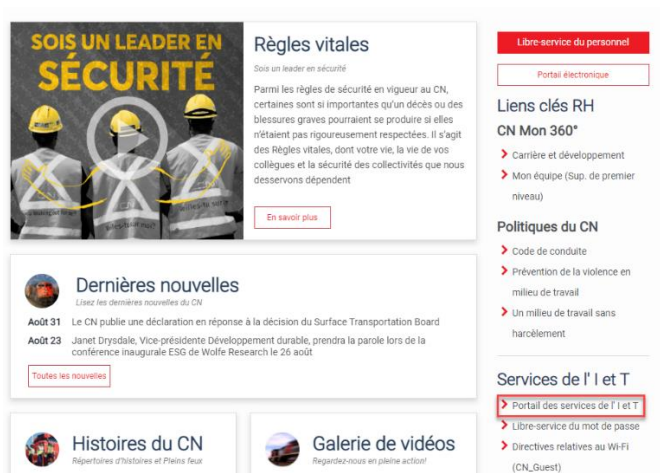 SOIS UN LEADER EN
SÉCURITÉ
Règles vitales
Sois un leader en sécurité
Parmi les règles de sécurité en vigueur au CN,
certaines sont si importantes qu'un décès ou des
blessures graves pourraient se produire si elles
n'étaient pas rigoureusement respectées. Il s'agit
des Règles vitales, dont votre vie, la vie de vos
collègues et la sécurité des collectivités que nous
desservons dépendent
En savoir plus
Dernières nouvelles
Lisez les dernières nouvelles du CN
Août 31 Le CN publie une déclaration en réponse à la décision du Surface Transportation Board
Août 23 Janet Drysdale, Vice-présidente Développement durable, prendra la parole lors de la
conférence inaugurale ESG de Wolfe Research le 26 août
Toutes les nouvelles
Histoires du CN
Répertoires d'histoires et Pleins feux
Galerie de vidéos
Regardez-nous en pleine action!
Libre-service du personnel
Portail électronique
Liens clés RH
CN Mon 360°
Carrière et développement
Mon équipe (Sup. de premier
niveau)
Politiques du CN
Code de conduite
Prévention de la violence en
milieu de travail
Un milieu de travail sans
harcèlement
Services de l' I et T
Portail des services de l' I et T
Libre-service du mot de passe
Directives relatives au Wi-Fi
(CN_Guest)